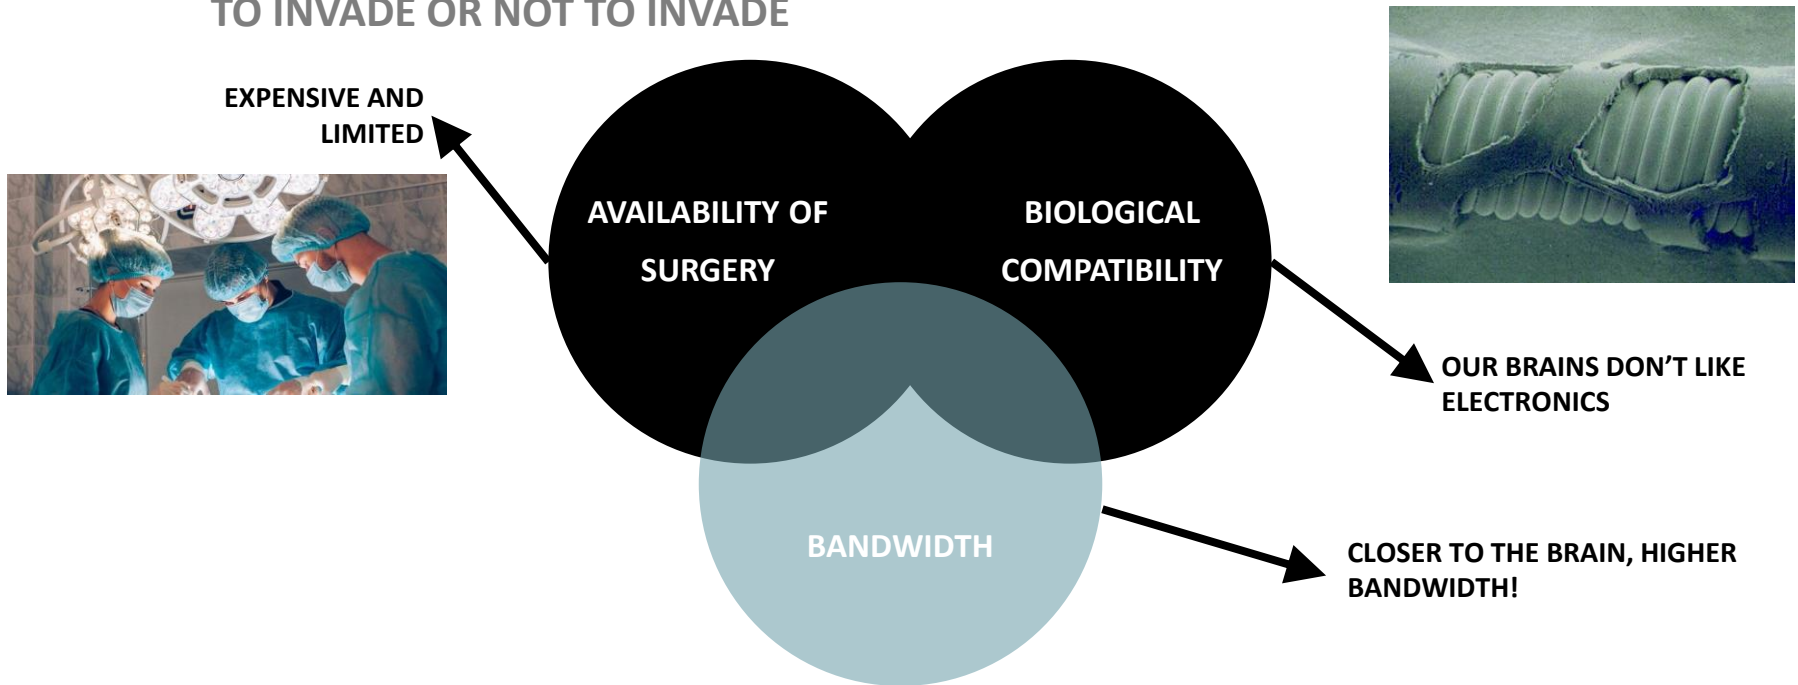 TO INVADE OR NOT TO INVADE
EXPENSIVE AND
LIMITED
AVAILABILITY OF
SURGERY
BIOLOGICAL
COMPATIBILITY
OUR BRAINS DON’T LIKE
ELECTRONICS
BANDWIDTH
CLOSER TO THE BRAIN, HIGHER
BANDWIDTH!